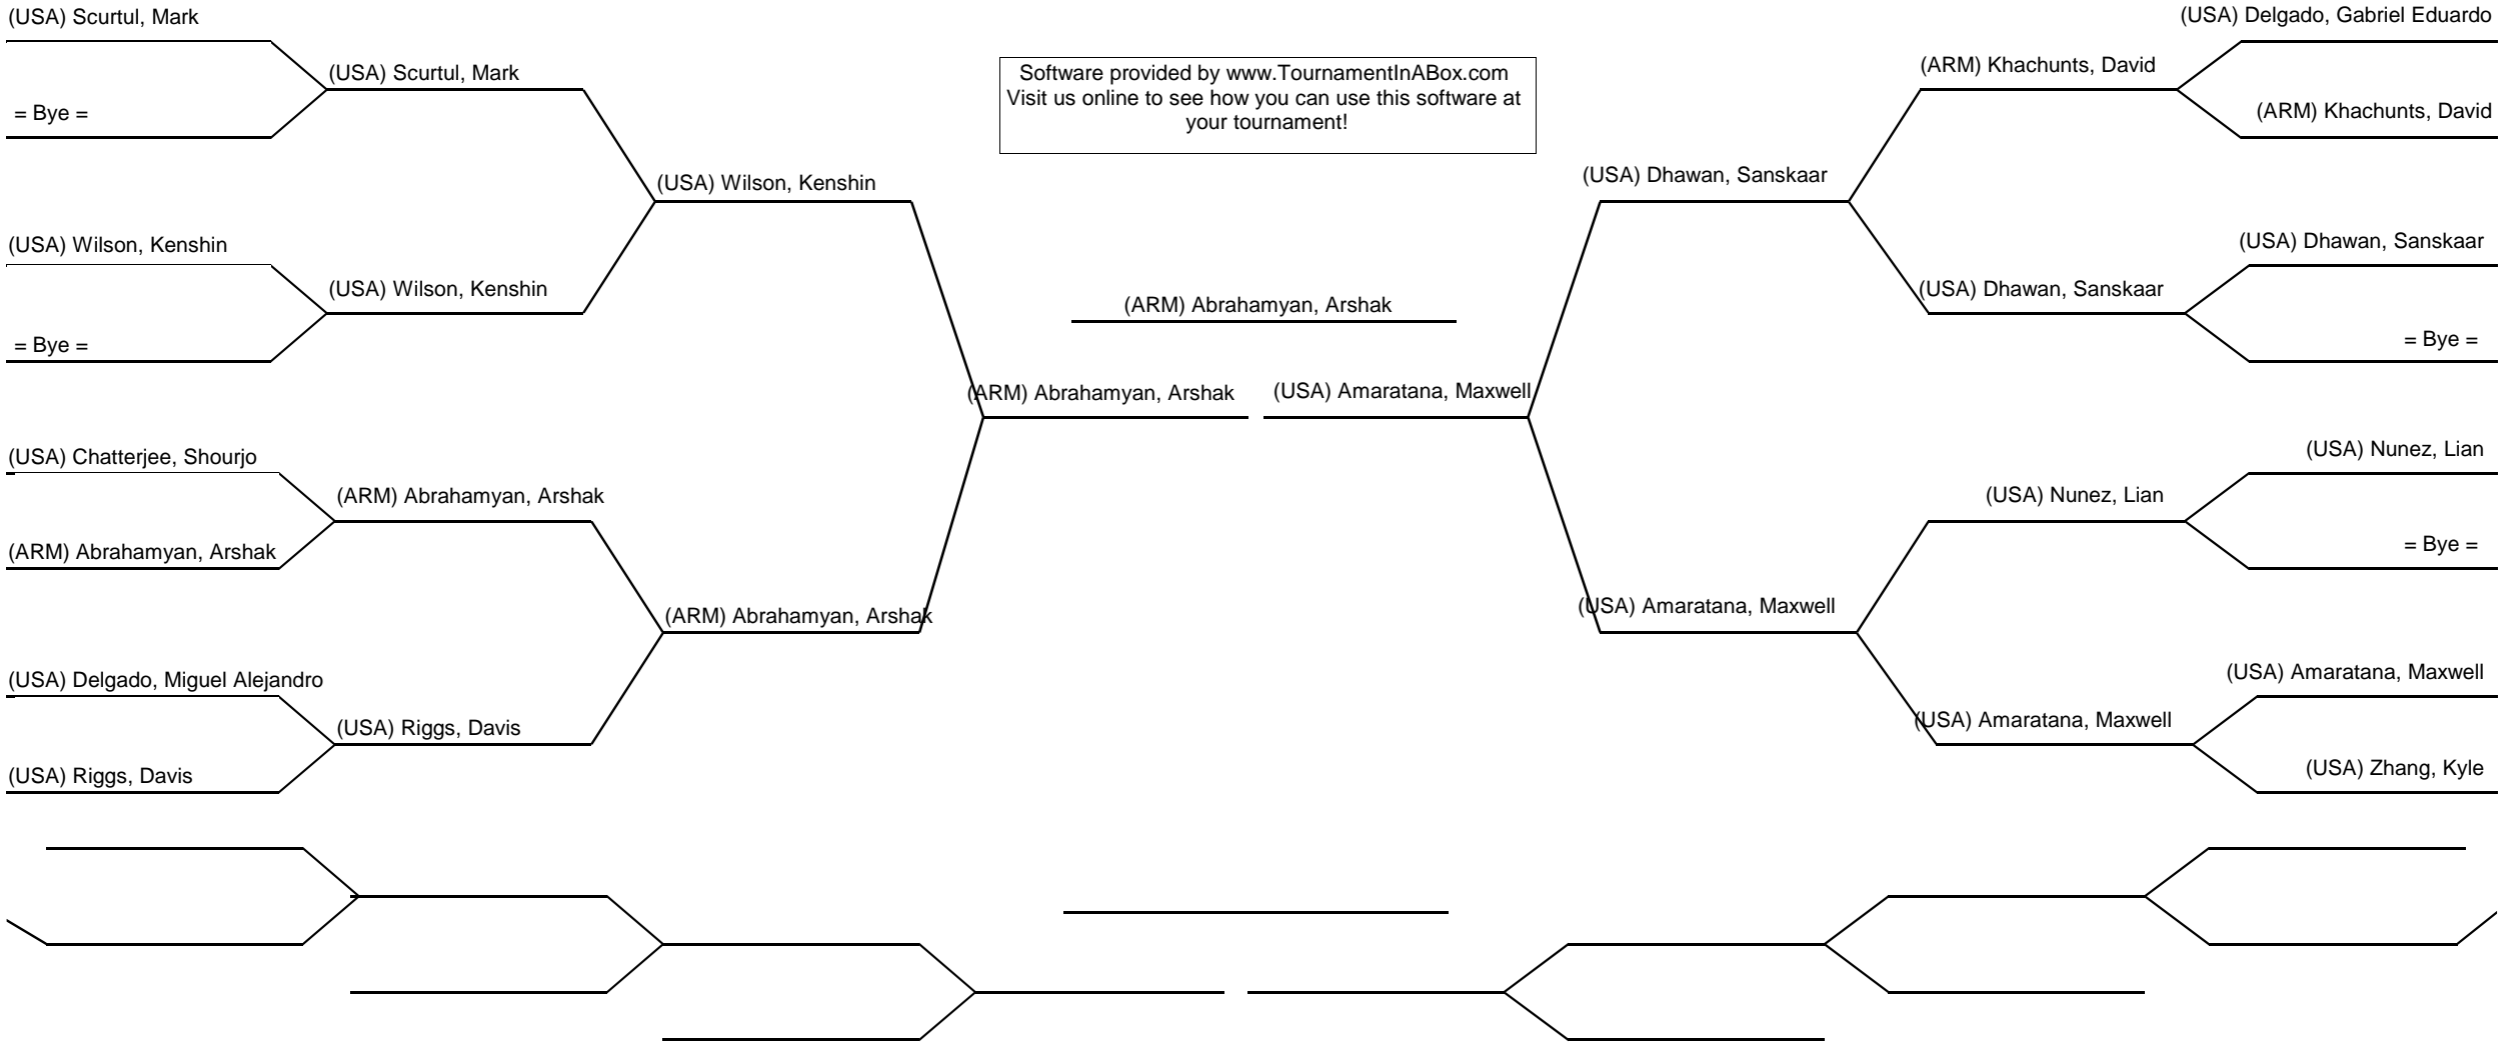 (USA) Scurtul, Mark
(USA) Scurtul, Mark
= Bye =
(USA) Wilson, Kenshin
(USA) Wilson, Kenshin
(USA) Wilson, Kenshin
= Bye =
(USA) Chatterjee, Shourjo
(ARM) Abrahamyan, Arshak
(ARM) Abrahamyan, Arshak
(ARM) Abrahamyan, Arshak
(USA) Delgado, Miguel Alejandro
(USA) Riggs, Davis
(USA) Riggs, Davis
Software provided by www.TournamentInABox.com
Visit us online to see how you can use this software at
your tournament!
(ARM) Abrahamyan, Arshak
(ARM) Abrahamyan, Arshak
(USA) Amaratana, Maxwell
(USA) Delgado, Gabriel Eduardo
(ARM) Khachunts, David
(ARM) Khachunts, David
(USA) Dhawan, Sanskaar
(USA) Dhawan, Sanskaar
(USA) Dhawan, Sanskaar
= Bye =
(USA) Nunez, Lian
(USA) Nunez, Lian
= Bye =
(USA) Amaratana, Maxwell
(USA) Amaratana, Maxwell
(USA) Amaratana, Maxwell
(USA) Zhang, Kyle